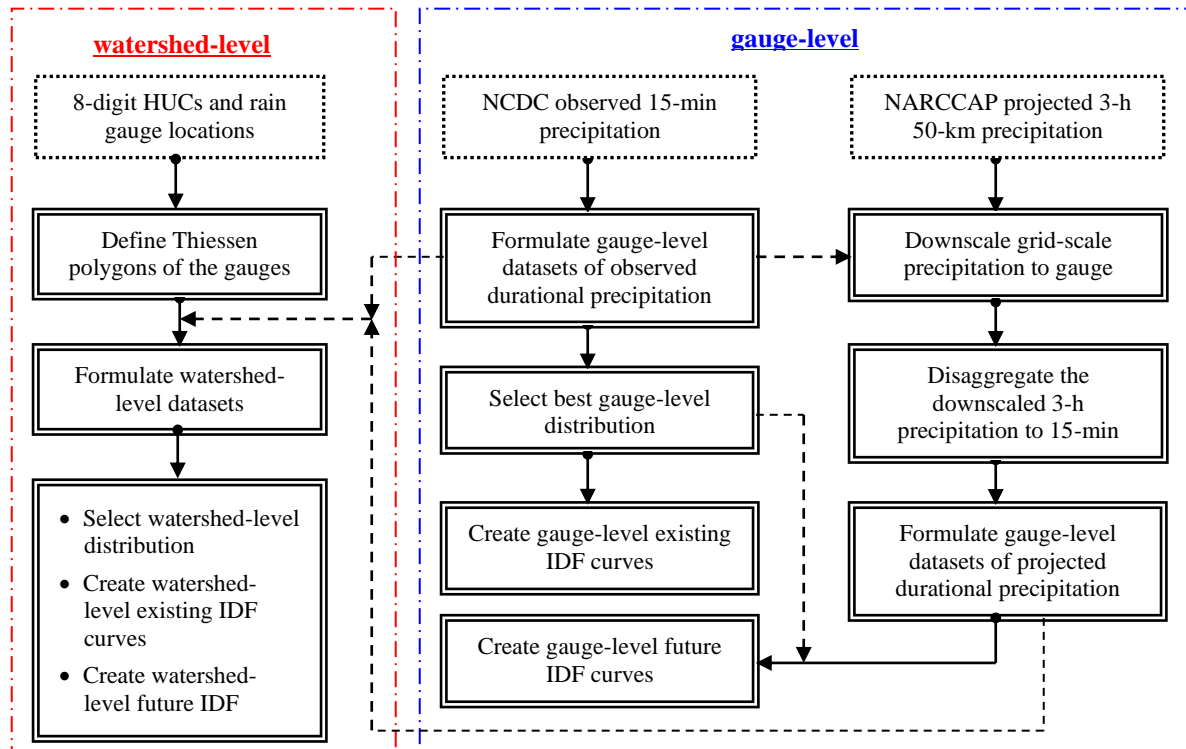 watershed-level
8-digit HUCs and rain
gauge locations
Define Thiessen
polygons of the gauges
Formulate watershed-
level datasets
• Select watershed-level
distribution
• Create watershed-
level existing IDF
curves
• Create watershed-
level future IDF
gauge-level
NCDC observed 15-min
precipitation
Formulate gauge-level
datasets of observed
durational precipitation
Select best gauge-level
distribution
Create gauge-level existing
IDF curves
Create gauge-level future
IDF curves
NARCCAP projected 3-h
50-km precipitation
Downscale grid-scale
precipitation to gauge
Disaggregate the
downscaled 3-h
precipitation to 15-min
Formulate gauge-level
datasets of projected
durational precipitation